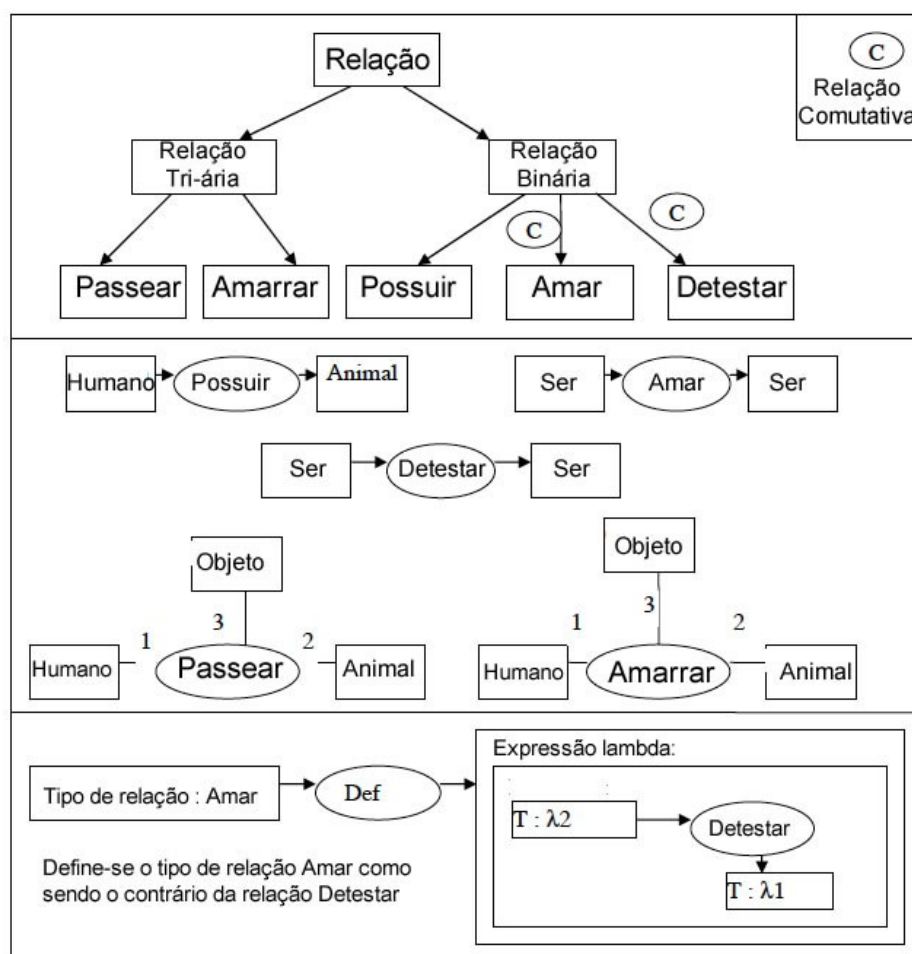 Relação
C
Relação
Comutativa
Relação
Tri-ária
Relação
Binária
C
C
Passear
Amarrar
Possuir
Amar
Detestar
Humano
Possuir
Animal
Ser
Amar
Ser
Ser
Detestar
Ser
Objeto
3
1
2
Humano
Passear
Animal
Objeto
3
1
2
Humano
Amarrar
Animal
Tipo de relação : Amar
Def
Define-se o tipo de relação Amar como
sendo o contrário da relação Detestar
Expressão lambda:
T : λ2
Detestar
T : λ1